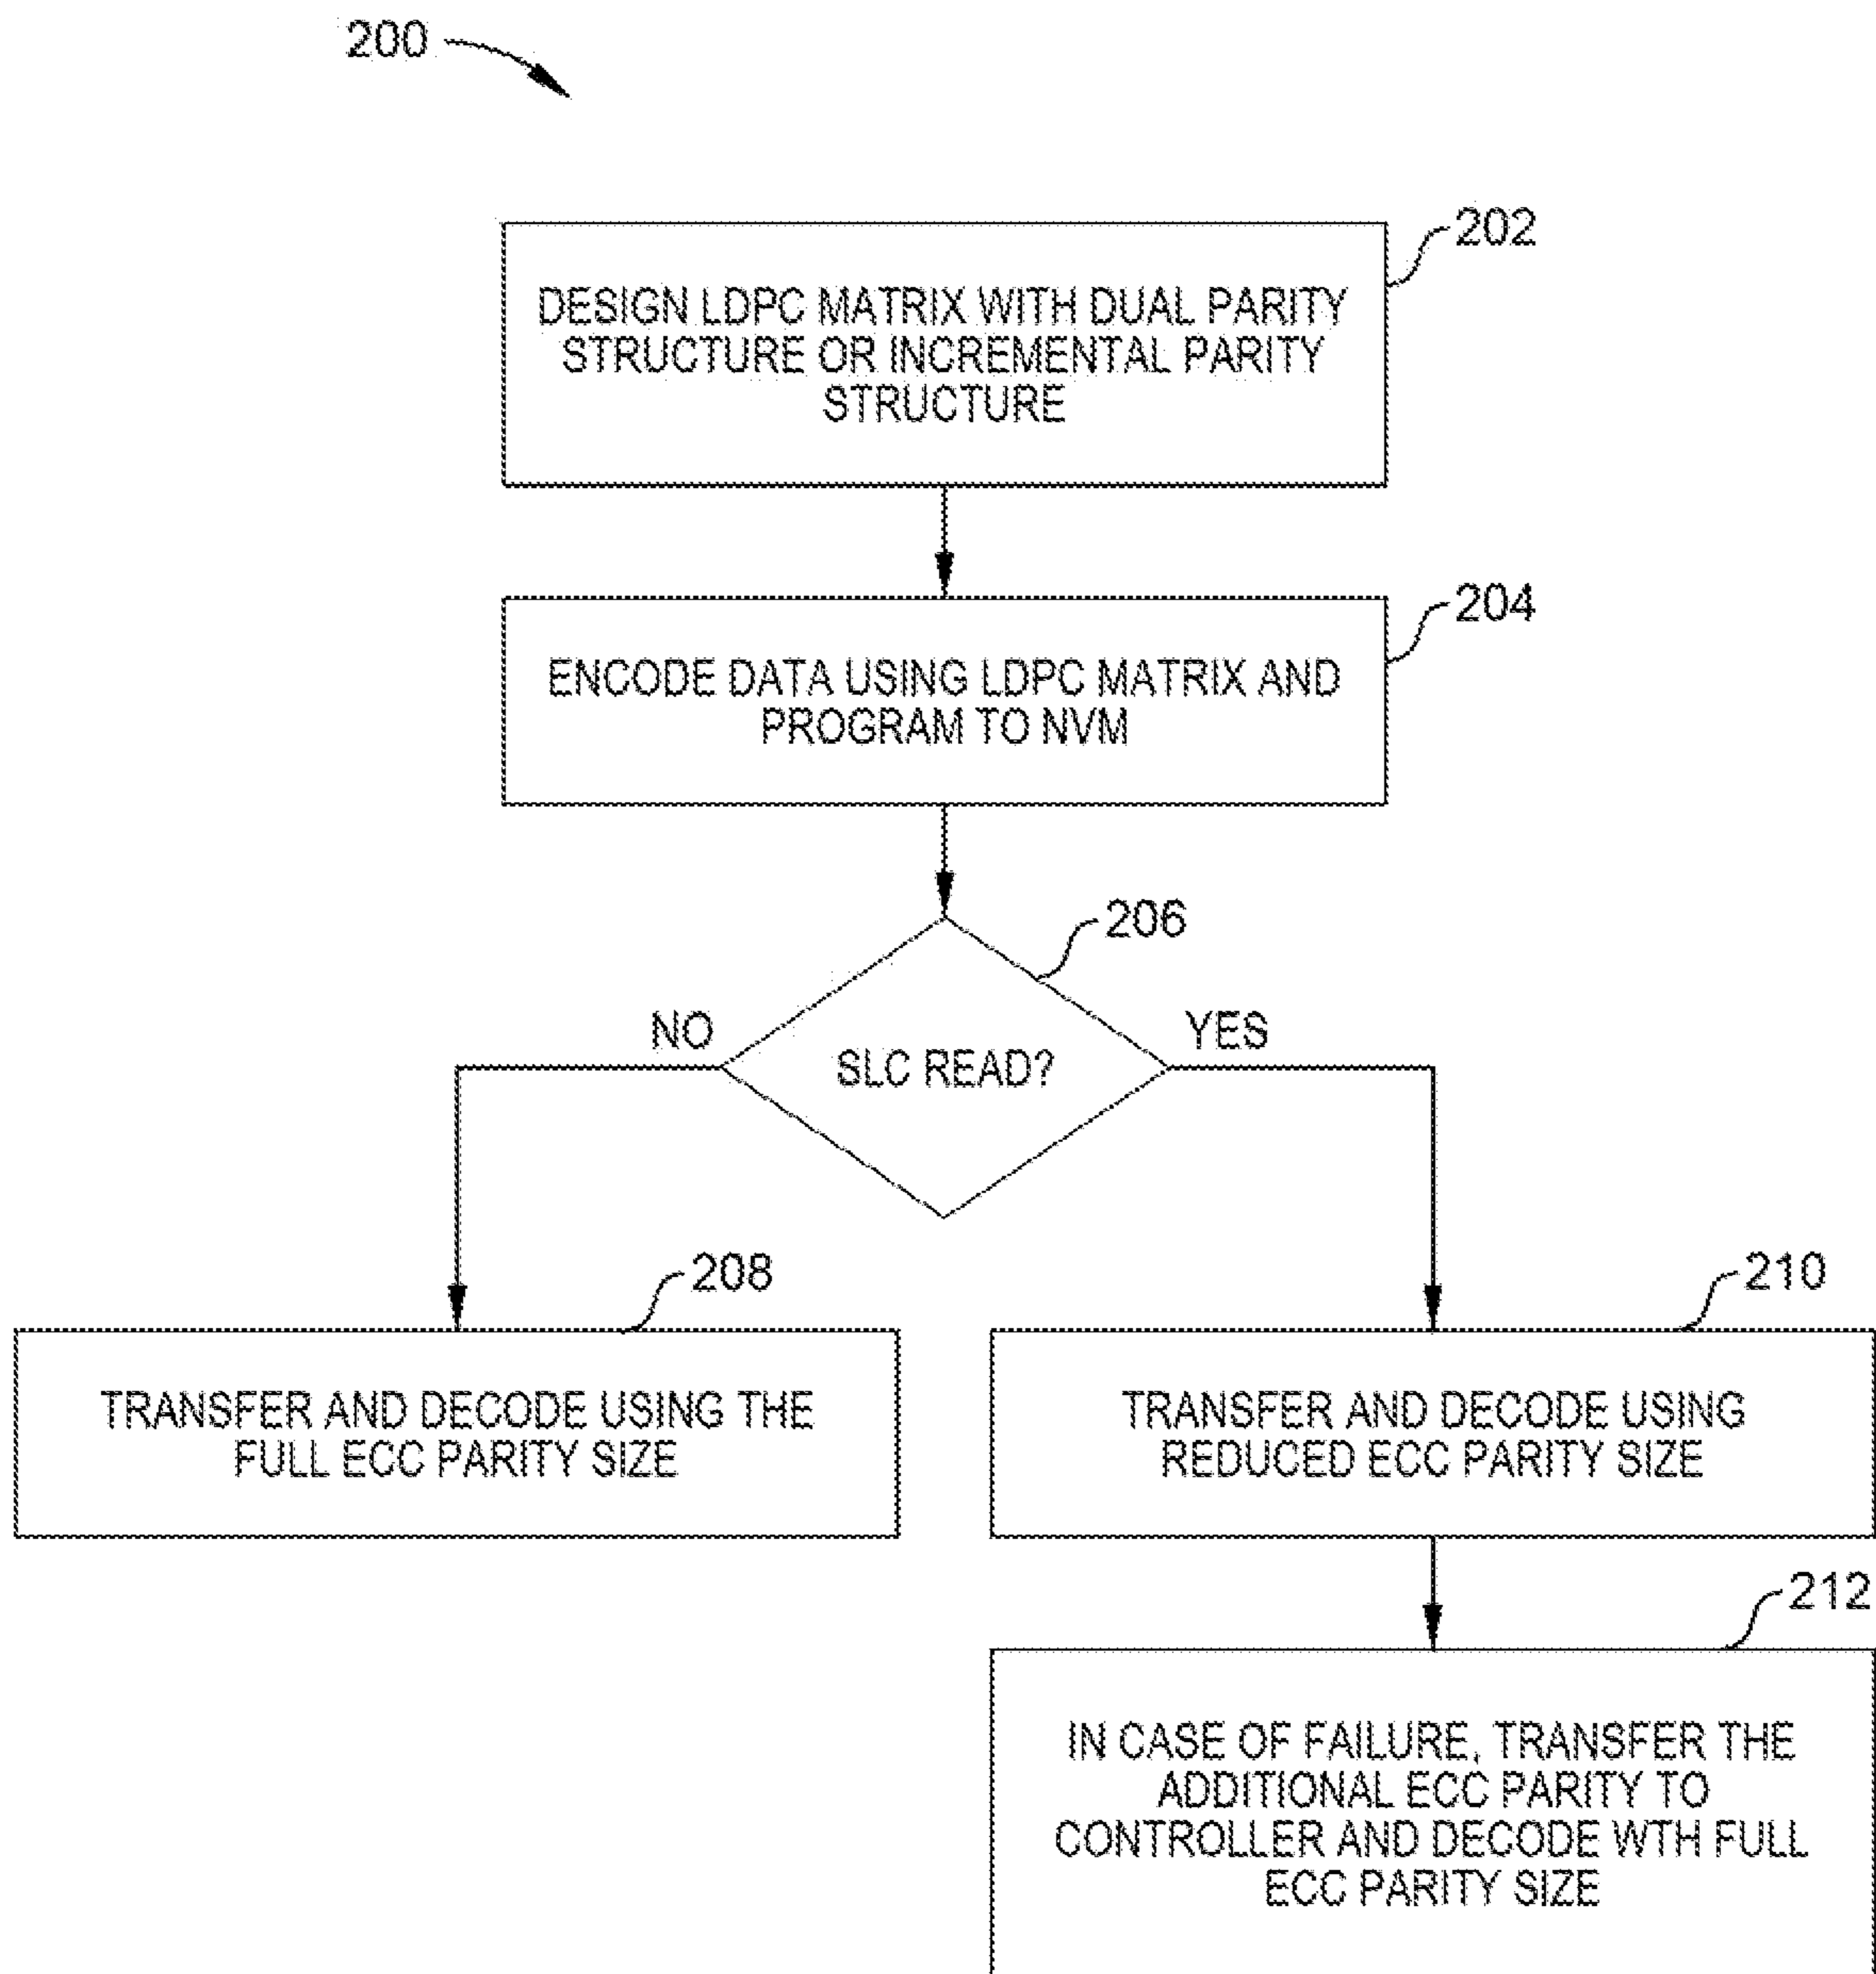 200
202
DESIGN LDPC MATRIX WITH DUAL PARITY
STRUCTURE OR INCREMENTAL PARITY
STRUCTURE
204
ENCODE DATA USING LDPC MATRIX AND
PROGRAM TO NVM
206
NO
YES
SLC READ?
208
210
TRANSFER AND DECODE USING THE
FULL ECC PARITY SIZE
TRANSFER AND DECODE USING
REDUCED ECC PARITY SIZE
212
IN CASE OF FAILURE, TRANSFER THE
ADDITIONAL ECC PARITY TO
CONTROLLER AND DECODE WTH FULL
ECC PARITY SIZE